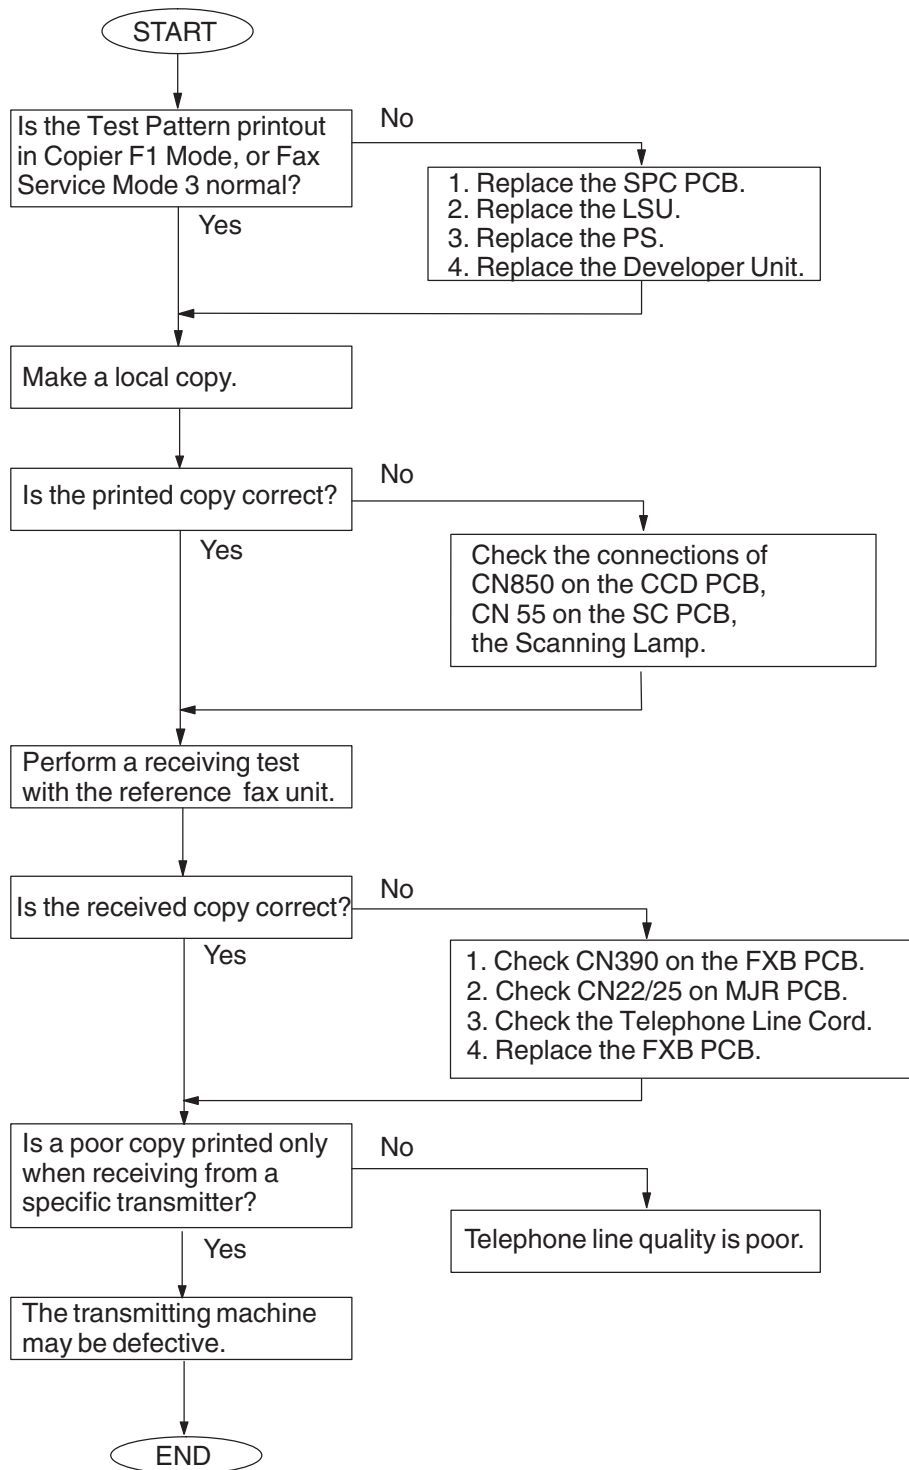 START
Is the Test Pattern printout
in Copier F1 Mode, or Fax
Service Mode 3 normal?
No
Yes
1. Replace the SPC PCB.
2. Replace the LSU.
3. Replace the PS.
4. Replace the Developer Unit.
Make a local copy.
Is the printed copy correct?
No
Yes
Check the connections of
CN850 on the CCD PCB,
CN 55 on the SC PCB,
the Scanning Lamp.
Perform a receiving test
with the reference fax unit.
Is the received copy correct?
No
Yes
1. Check CN390 on the FXB PCB.
2. Check CN22/25 on MJR PCB.
3. Check the Telephone Line Cord.
4. Replace the FXB PCB.
Is a poor copy printed only
when receiving from a
specific transmitter?
No
Yes
Telephone line quality is poor.
The transmitting machine
may be defective.
END